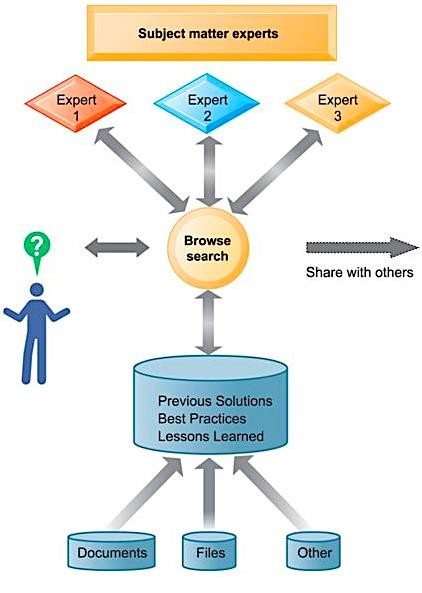 Subject matter experts
Expert
1
Expert
2
Expert
3
?
Browse
search
Share with others
Previous Solutions
Best Practices
Lessons Learned
Documents
Files
Other